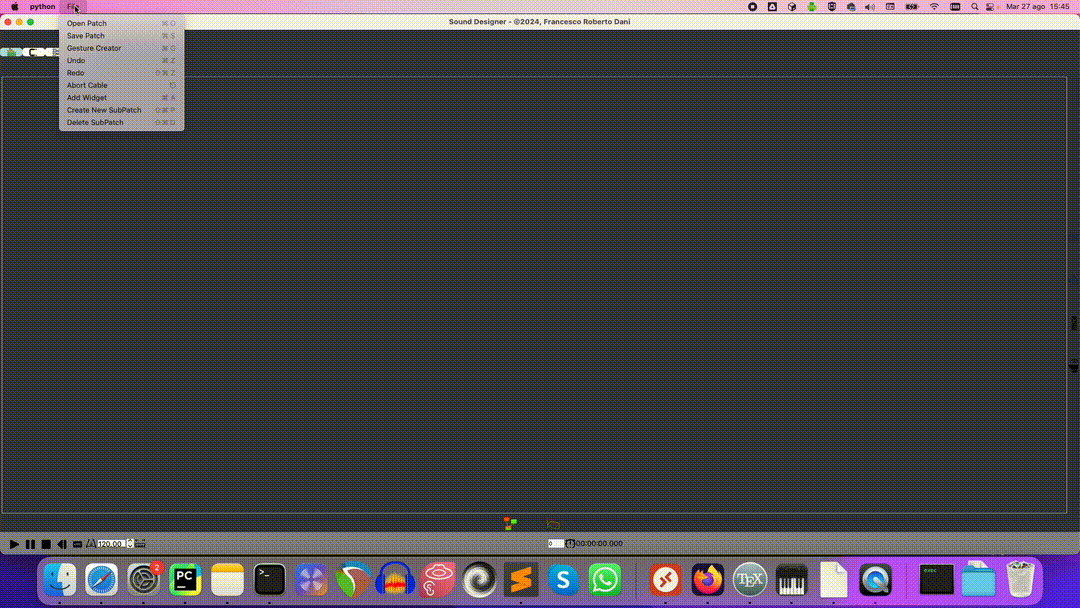 python File Mar 27 ago 15:45
Sound Designer - ©2024, Francesco Roberto Dani
Open Patch ⌘ O
Save Patch ⌘ S
Gesture Creator ⌘ G
Undo ⌘ Z
Redo ⇧⌘ Z
Abort Cable
Add Widget ⌘ A
Create New SubPatch ⇧⌘ P
Delete SubPatch ⇧⌘ D
120,00 0 00:00:00.000
2
PC
>_
S
TEX
exec